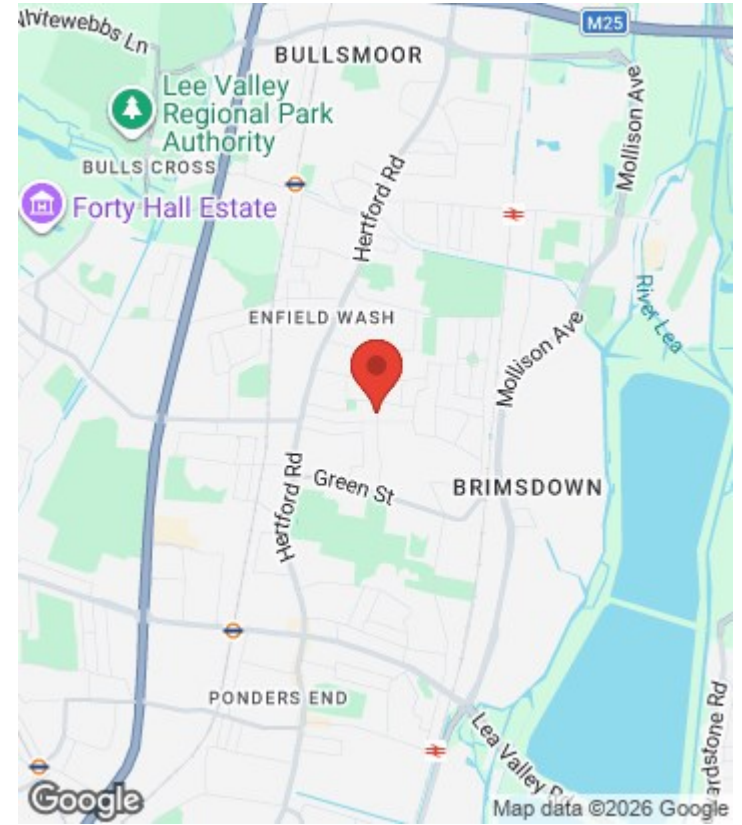 Whitewebbs Ln
BULLSMOOR
M25
Lee Valley
Regional Park
Authority
Mollison Ave
BULLS CROSS
Forty Hall Estate
Hertford Rd
River Lea
ENFIELD WASH
Mollison Ave
Hertford Rd
Green St
BRIMSDOWN
PONDERS END
Lea Valley Rd
ardstone Rd
Google
Map data ©2026 Google